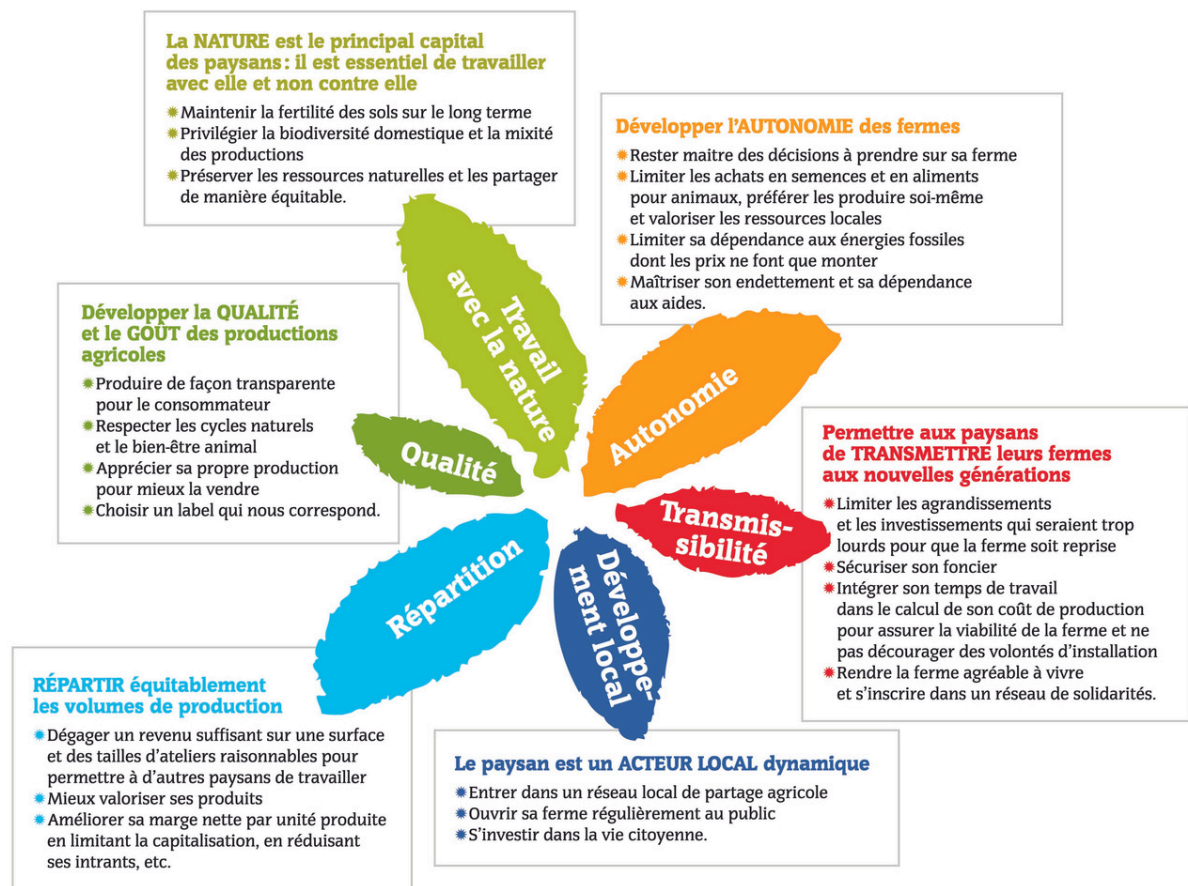 La NATURE est le principal capital
des paysans : il est essentiel de travailler
avec elle et non contre elle
Maintenir la fertilité des sols sur le long terme
Privilégier la biodiversité domestique et la mixité
des productions
Préserver les ressources naturelles et les partager
de manière équitable.
Développer l'AUTONOMIE des fermes
Rester maitre des décisions à prendre sur sa ferme
Limiter les achats en semences et en aliments
pour animaux, préférer les produire soi-même
et valoriser les ressources locales
Limiter sa dépendance aux énergies fossiles
dont les prix ne font que monter
Maîtriser son endettement et sa dépendance
aux aides.
Développer la QUALITÉ
et le GOÛT des productions
agricoles
Produire de façon transparente
pour le consommateur
Respecter les cycles naturels
et le bien-être animal
Apprécier sa propre production
pour mieux la vendre
Choisir un label qui nous correspond.
Travail
avec la nature
Autonomie
Qualité
Transmis-
sibilité
Répartition
Développe-
ment local
Permettre aux paysans
de TRANSMETTRE leurs fermes
aux nouvelles générations
Limiter les agrandissements
et les investissements qui seraient trop
lourds pour que la ferme soit reprise
Sécuriser son foncier
Intégrer son temps de travail
dans le calcul de son coût de production
pour assurer la viabilité de la ferme et ne
pas décourager des volontés d'installation
Rendre la ferme agréable à vivre
et s'inscrire dans un réseau de solidarités.
RÉPARTIR équitablement
les volumes de production
Dégager un revenu suffisant sur une surface
et des tailles d'ateliers raisonnables pour
permettre à d'autres paysans de travailler
Mieux valoriser ses produits
Améliorer sa marge nette par unité produite
en limitant la capitalisation, en réduisant
ses intrants, etc.
Le paysan est un ACTEUR LOCAL dynamique
Entrer dans un réseau local de partage agricole
Ouvrir sa ferme régulièrement au public
S'investir dans la vie citoyenne.